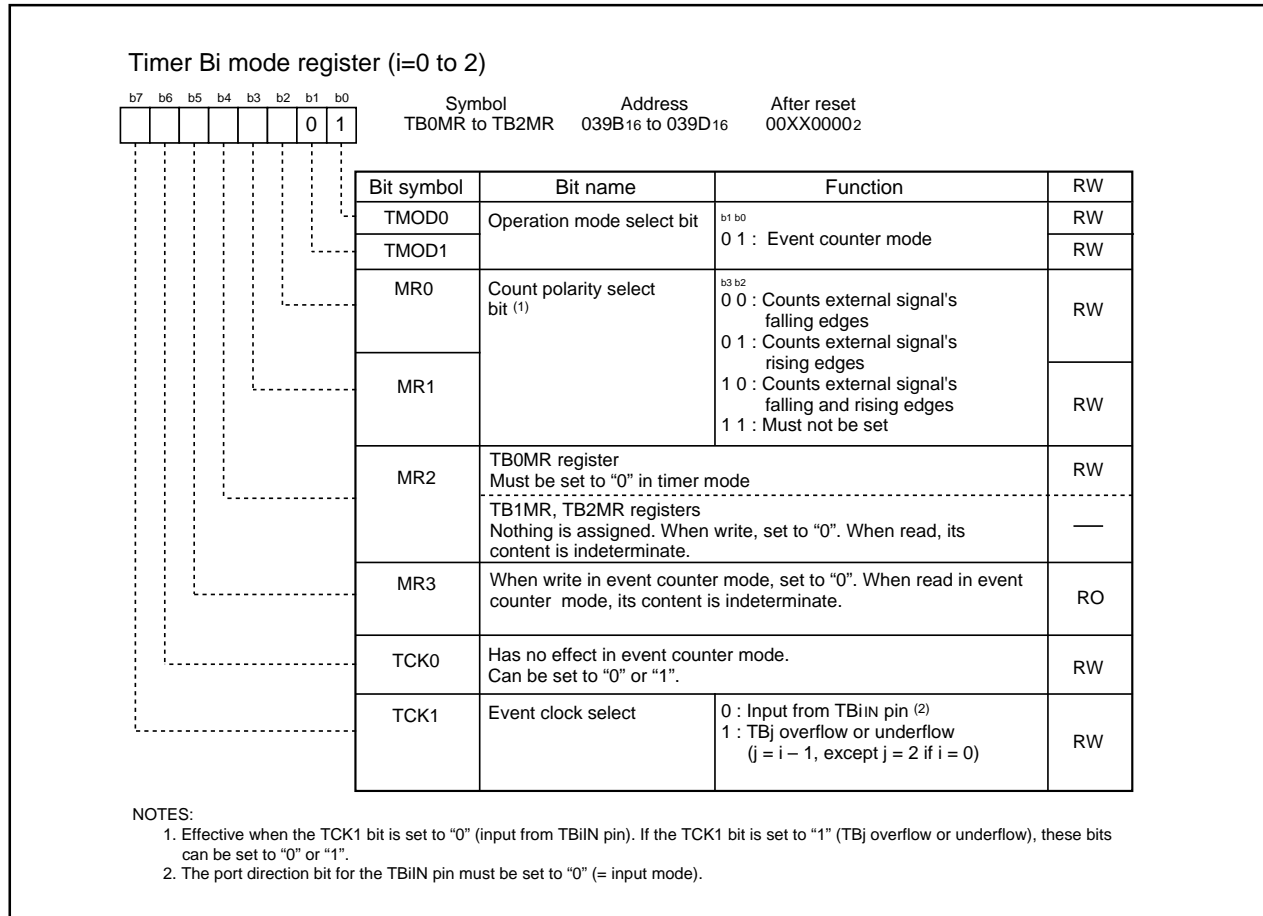 Timer Bi mode register (i=0 to 2)
b7 b6 b5 b4 b3 b2 b1 b0
0 1
Symbol Address After reset
TB0MR to TB2MR 039B16 to 039D16 00XX00002
Bit symbol Bit name Function RW
TMOD0 Operation mode select bit b1 b0 RW
0 1 : Event counter mode
TMOD1 RW
MR0 Count polarity select b3 b2
bit (1) 0 0 : Counts external signal's RW
falling edges
0 1 : Counts external signal's
rising edges
MR1 1 0 : Counts external signal's
falling and rising edges RW
1 1 : Must not be set
MR2 TB0MR register RW
Must be set to “0” in timer mode
TB1MR, TB2MR registers
Nothing is assigned. When write, set to “0”. When read, its —
content is indeterminate.
MR3 When write in event counter mode, set to “0”. When read in event
counter mode, its content is indeterminate. RO
TCK0 Has no effect in event counter mode. RW
Can be set to “0” or “1”.
TCK1 Event clock select 0 : Input from TBiIN pin (2)
1 : TBj overflow or underflow RW
(j = i – 1, except j = 2 if i = 0)
NOTES:
1. Effective when the TCK1 bit is set to “0” (input from TBiIN pin). If the TCK1 bit is set to “1” (TBj overflow or underflow), these bits
can be set to “0” or “1”.
2. The port direction bit for the TBiIN pin must be set to “0” (= input mode).